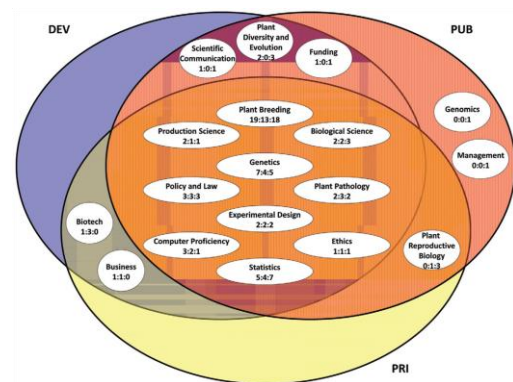 DEV
PUB
Plant
Diversity and
Evolution
2:0:3
Scientific
Communication
1:0:1
Funding
1:0:1
Genomics
0:0:1
Plant Breeding
19:13:18
Production Science
2:1:1
Biological Science
2:2:3
Management
0:0:1
Genetics
7:4:5
Policy and Law
3:3:3
Plant Pathology
2:3:2
Experimental Design
2:2:2
Biotech
1:3:0
Computer Proficiency
3:2:1
Ethics
1:1:1
Plant
Reproductive
Biology
0:1:3
Business
1:1:0
Statistics
5:4:7
PRI